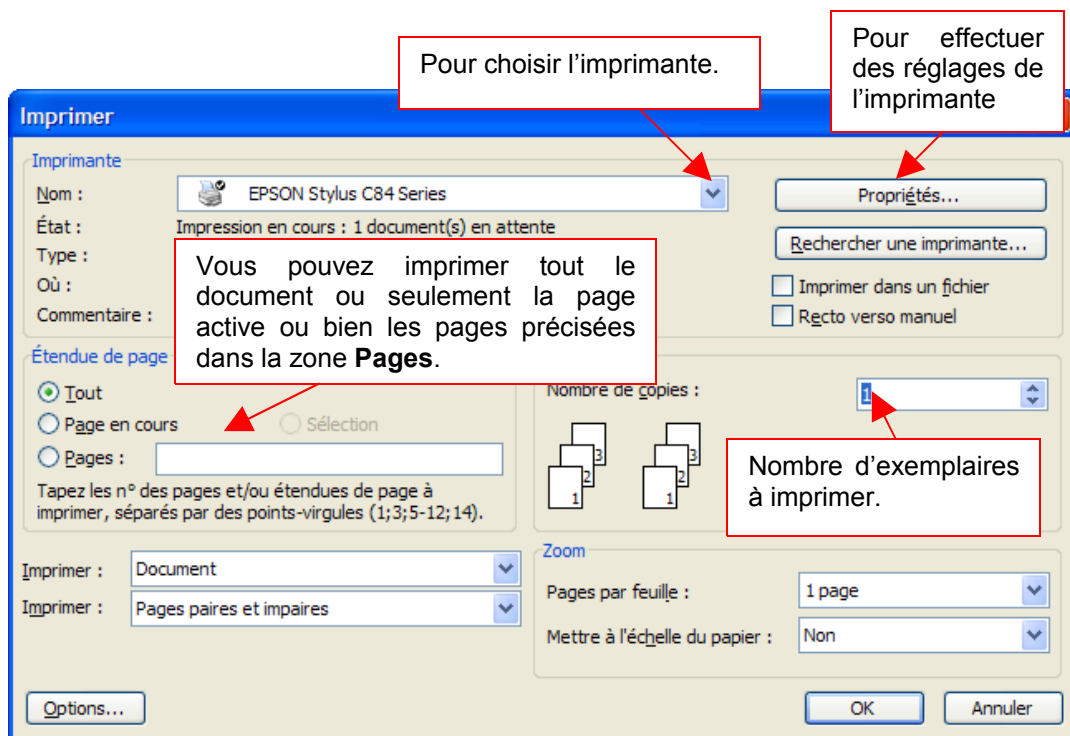 Pour choisir l’imprimante.
Pour effectuer
des réglages de
l’imprimante
Imprimer
Imprimante
Nom :
EPSON Stylus C84 Series
Propriétés...
État :
Impression en cours : 1 document(s) en attente
Rechercher une imprimante...
Type :
Où :
Commentaire :
Imprimer dans un fichier
Recto verso manuel
Vous pouvez imprimer tout le
document ou seulement la page
active ou bien les pages précisées
dans la zone Pages.
Étendue de page
Tout
Page en cours
Sélection
Pages :
Tapez les n° des pages et/ou étendues de page à
imprimer, séparés par des points-virgules (1;3;5-12;14).
Nombre de copies :
1
1 2 3
1 2 3
Nombre d’exemplaires
à imprimer.
Imprimer :
Document
Imprimer :
Pages paires et impaires
Zoom
Pages par feuille :
1 page
Mettre à l'échelle du papier :
Non
Options...
OK
Annuler